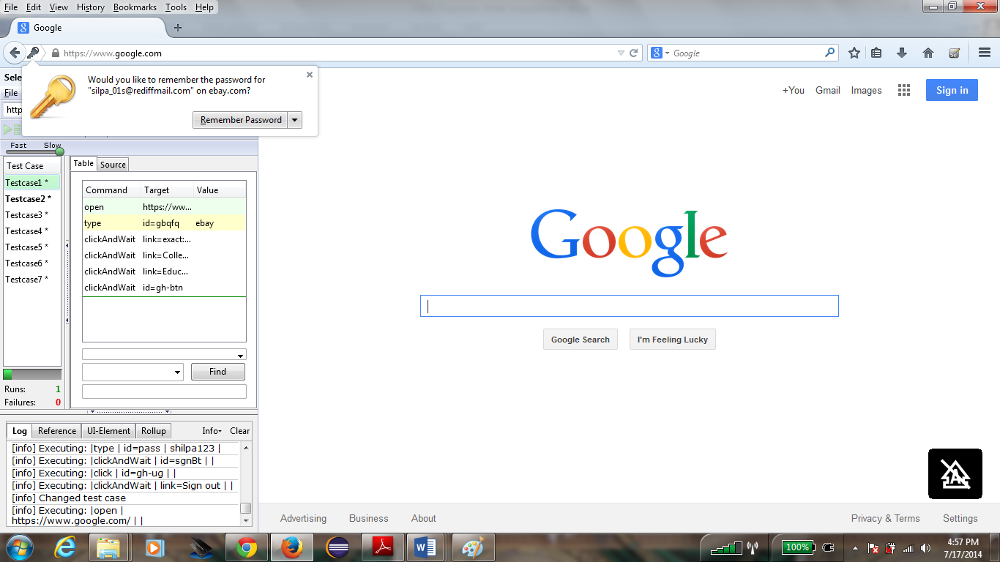 File Edit View History Bookmarks Tools Help
Google
https://www.google.com
Google
Would you like to remember the password for
"silpa_01s@rediffmail.com" on ebay.com?
Remember Password
Sele
File
http
Fast Slow
Test Case
Testcase1 *
Testcase2 *
Testcase3 *
Testcase4 *
Testcase5 *
Testcase6 *
Testcase7 *
Runs: 1
Failures: 0
Table Source
Command Target Value
open https://ww...
type id=gbqfq ebay
clickAndWait link=exact:...
clickAndWait link=Colle...
clickAndWait link=Educ...
clickAndWait id=gh-btn
Find
Log Reference UI-Element Rollup Info Clear
[info] Executing: |type | id=pass | shilpa123 |
[info] Executing: |clickAndWait | id=sgnBt | |
[info] Executing: |click | id=gh-ug | |
[info] Executing: |clickAndWait | link=Sign out | |
[info] Changed test case
[info] Executing: |open |
https://www.google.com/ | |
+You Gmail Images Sign in
Google
Google Search I'm Feeling Lucky
Advertising Business About Privacy & Terms Settings
100%
4:57 PM
7/17/2014